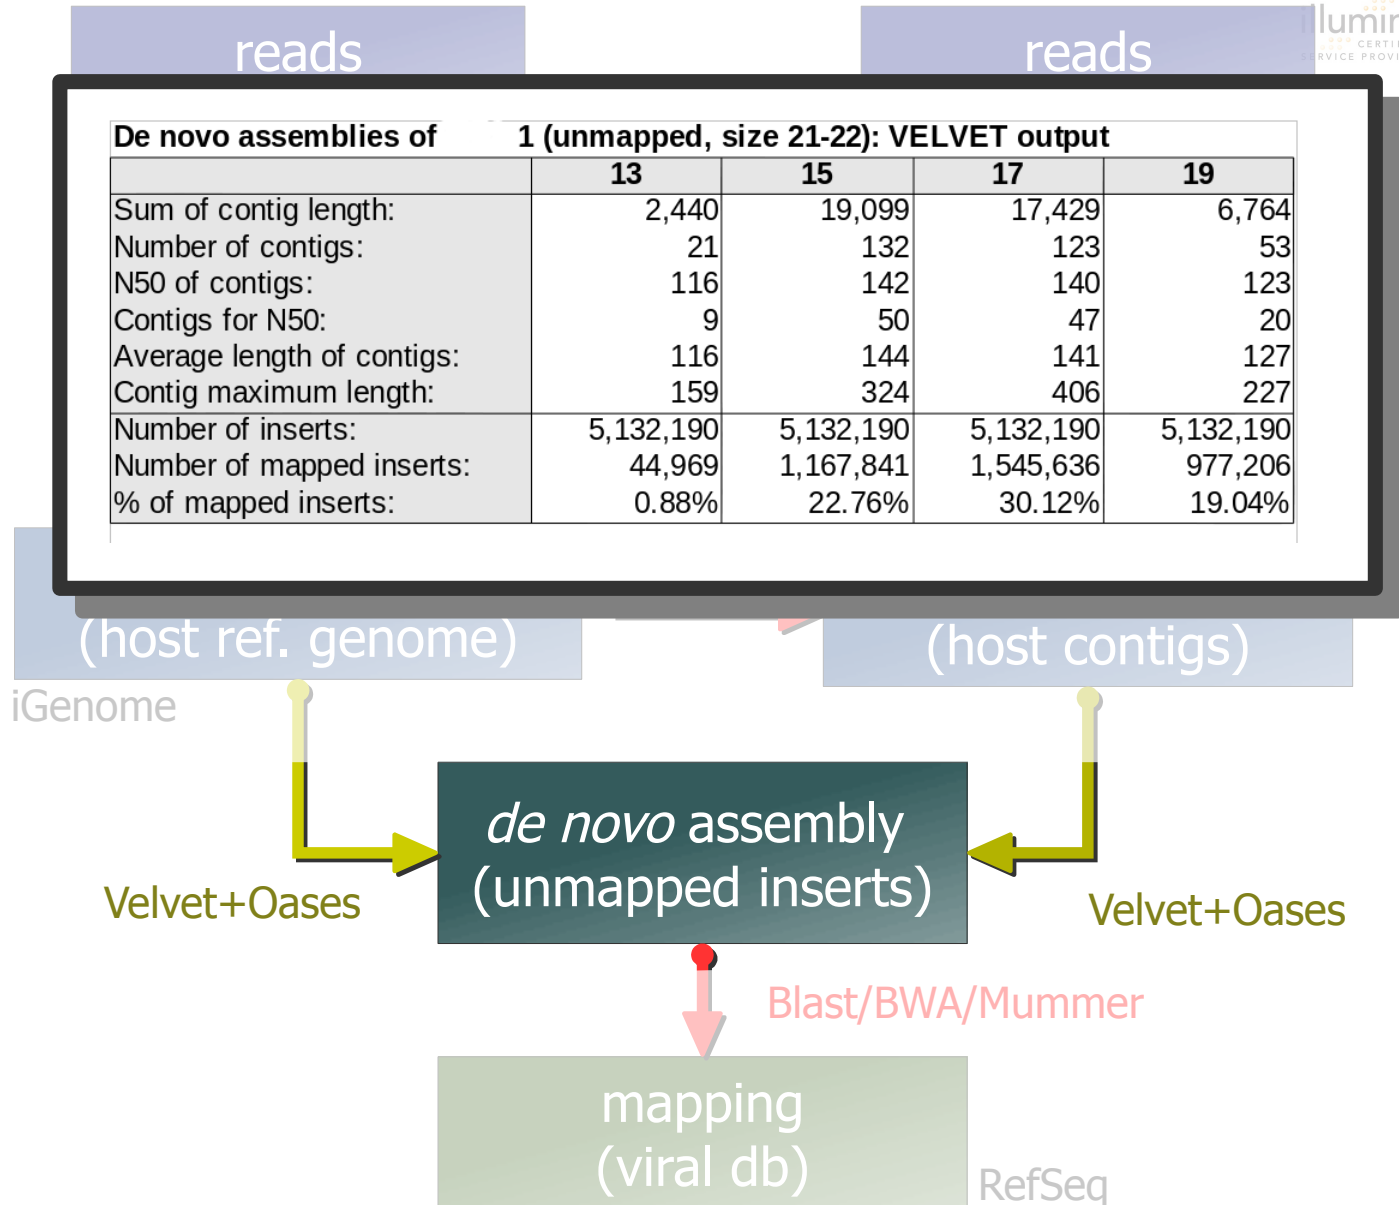 reads
reads
De novo assemblies of 1 (unmapped, size 21-22): VELVET output
13 15 17 19
Sum of contig length: 2,440 19,099 17,429 6,764
Number of contigs: 21 132 123 53
N50 of contigs: 116 142 140 123
Contigs for N50: 9 50 47 20
Average length of contigs: 116 144 141 127
Contig maximum length: 159 324 406 227
Number of inserts: 5,132,190 5,132,190 5,132,190 5,132,190
Number of mapped inserts: 44,969 1,167,841 1,545,636 977,206
% of mapped inserts: 0.88% 22.76% 30.12% 19.04%
(host ref. genome)
(host contigs)
iGenome
de novo assembly
(unmapped inserts)
Velvet+Oases
Velvet+Oases
Blast/BWA/Mummer
mapping
(viral db)
RefSeq